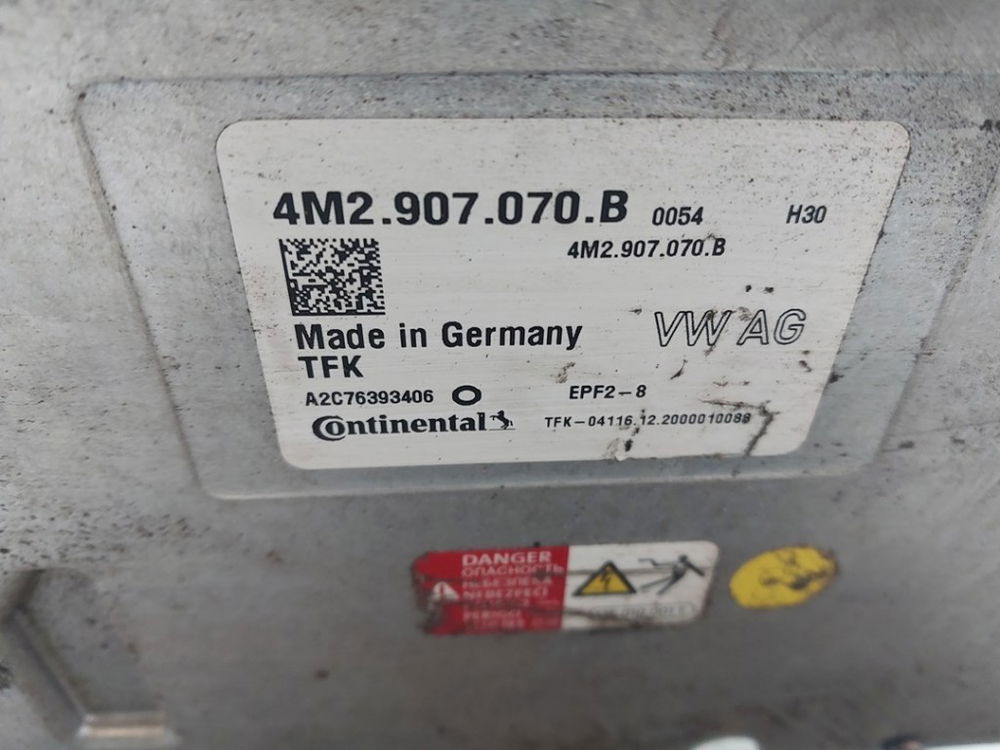 4M2.907.070.B 0054 H30
4M2.907.070.B
Made in Germany
VW AG
TFK
A2C76393406
EPF2-8
Continental
TFK-04116.12.2000010088
DANGER
ОПАСНОСТЬ